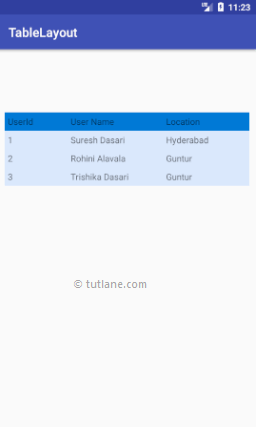 11:23
TableLayout
UserId User Name Location
1 Suresh Dasari Hyderabad
2 Rohini Alavala Guntur
3 Trishika Dasari Guntur
© tutlane.com